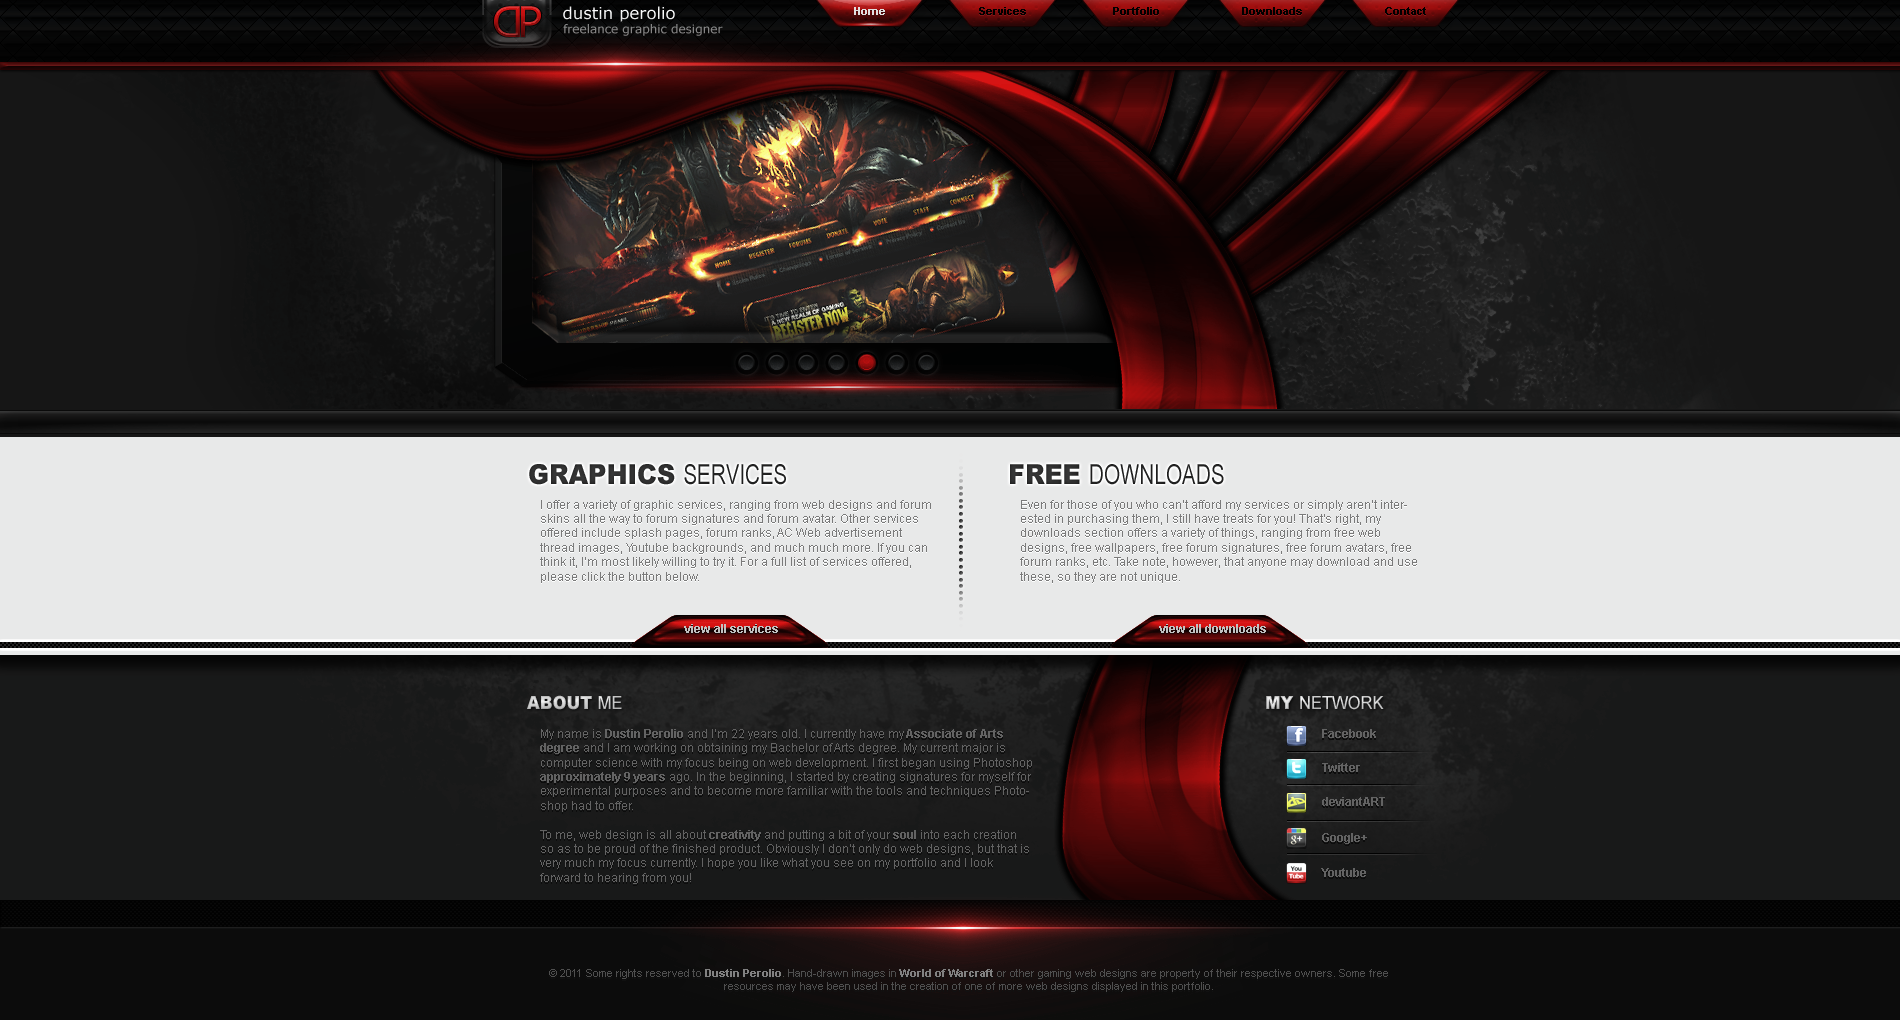 DP
dustin perolio
freelance graphic designer
Home
Services
Portfolio
Downloads
Contact
HOME
REGISTER
FORUMS
DONATE
VOTE
STAFF
CONNECT
Privacy Policy
Contact Us
PANEL
IT'S TIME TO ENTER
A NEW REALM OF GAMING
REGISTER NOW
GRAPHICS SERVICES
I offer a variety of graphic services, ranging from web designs and forum
skins all the way to forum signatures and forum avatar. Other services
offered include splash pages, forum ranks, AC Web advertisement
thread images, Youtube backgrounds, and much much more. If you can
think it, I'm most likely willing to try it. For a full list of services offered,
please click the button below.
view all services
FREE DOWNLOADS
Even for those of you who can't afford my services or simply aren't inter-
ested in purchasing them, I still have treats for you! That's right, my
downloads section offers a variety of things, ranging from free web
designs, free wallpapers, free forum signatures, free forum avatars, free
forum ranks, etc. Take note, however, that anyone may download and use
these, so they are not unique.
view all downloads
ABOUT ME
My name is Dustin Perolio and I'm 22 years old. I currently have my Associate of Arts
degree and I am working on obtaining my Bachelor of Arts degree. My current major is
computer science with my focus being on web development. I first began using Photoshop
approximately 9 years ago. In the beginning, I started by creating signatures for myself for
experimental purposes and to become more familiar with the tools and techniques Photo-
shop had to offer.
To me, web design is all about creativity and putting a bit of your soul into each creation
so as to be proud of the finished product. Obviously I don't only do web designs, but that is
very much my focus currently. I hope you like what you see on my portfolio and I look
forward to hearing from you!
MY NETWORK
Facebook
Twitter
deviantART
Google+
Youtube
© 2011 Some rights reserved to Dustin Perolio. Hand-drawn images in World of Warcraft or other gaming web designs are property of their respective owners. Some free
resources may have been used in the creation of one of more web designs displayed in this portfolio.